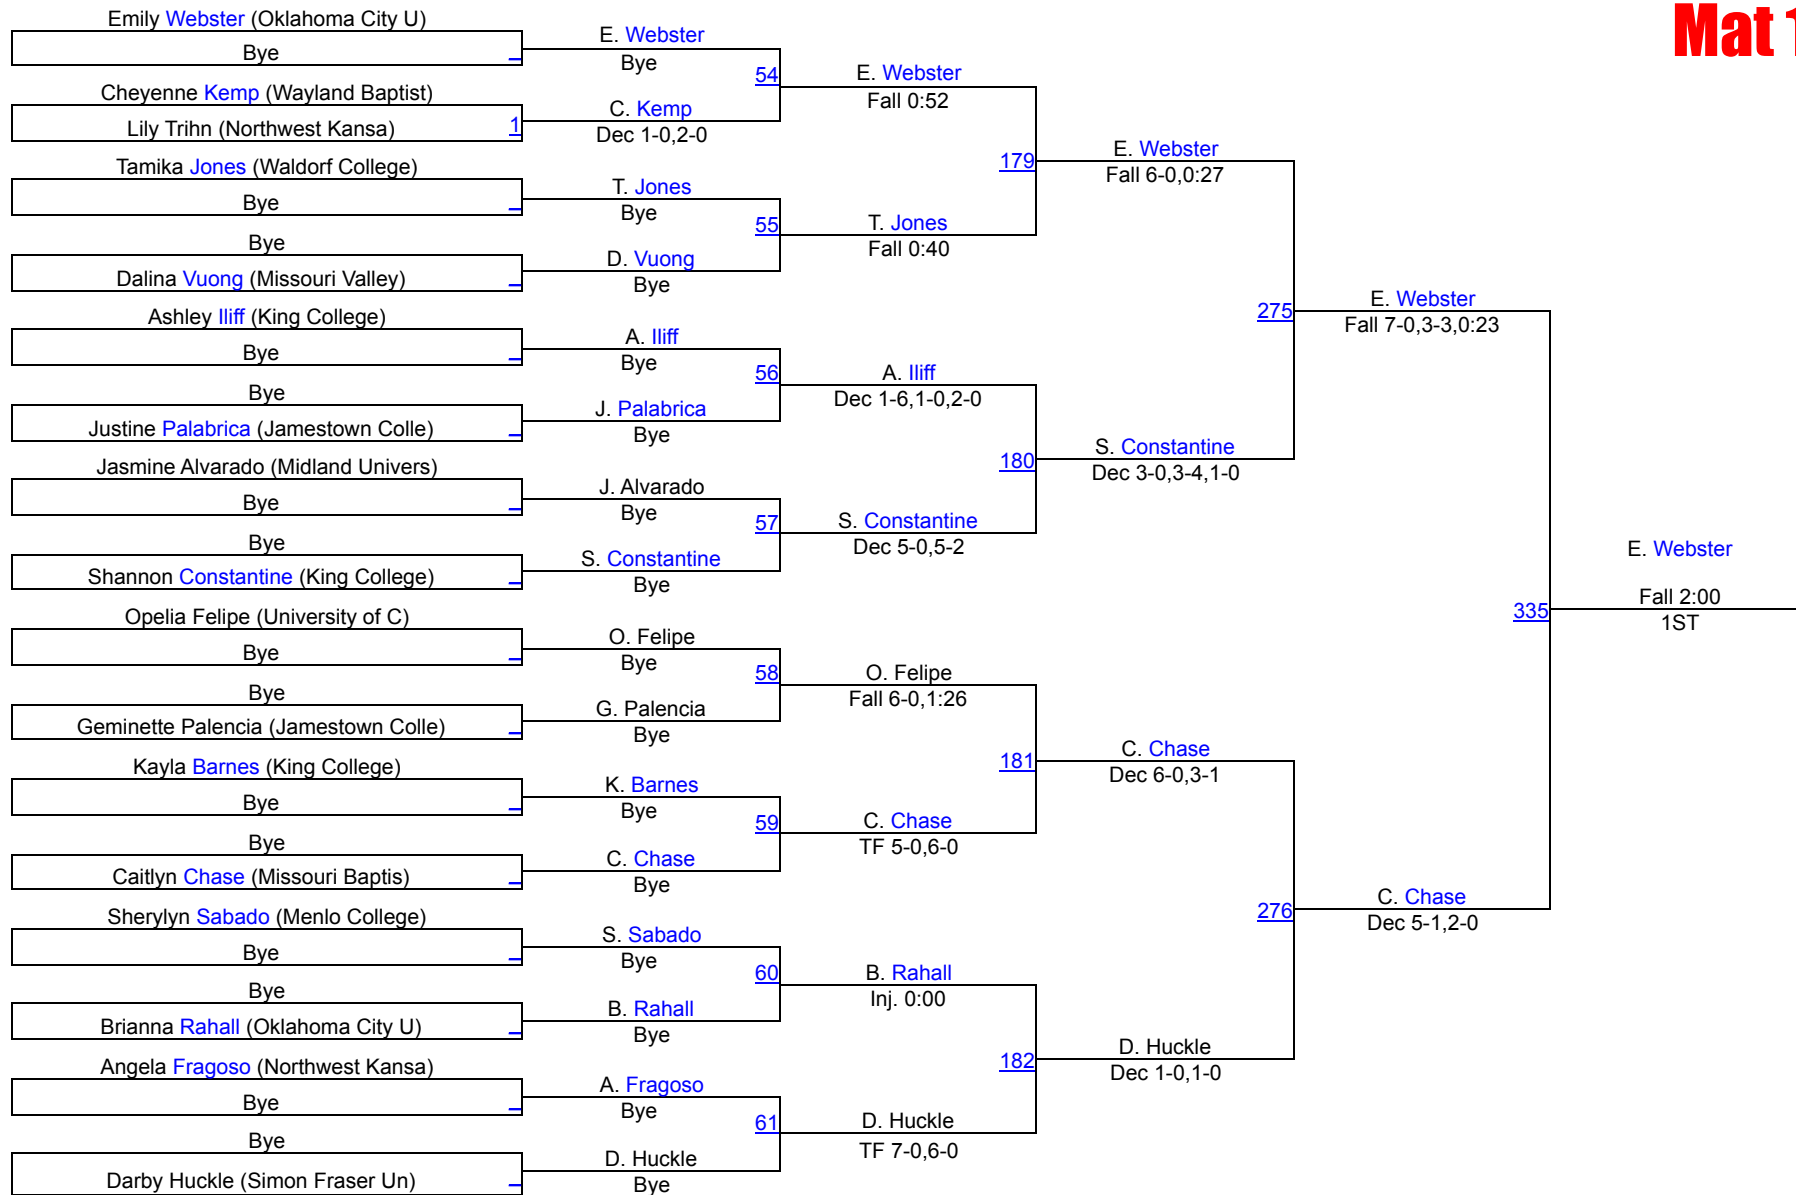 Mat 1
Emily Webster (Oklahoma City U)
Bye
Cheyenne Kemp (Wayland Baptist)
Lily Trihn (Northwest Kansa)
1
Tamika Jones (Waldorf College)
Bye
Bye
Dalina Vuong (Missouri Valley)
Ashley Iliff (King College)
Bye
Bye
Justine Palabrica (Jamestown Colle)
Jasmine Alvarado (Midland Univers)
Bye
Bye
Shannon Constantine (King College)
Opelia Felipe (University of C)
Bye
Bye
Geminette Palencia (Jamestown Colle)
Kayla Barnes (King College)
Bye
Bye
Caitlyn Chase (Missouri Baptis)
Sherylyn Sabado (Menlo College)
Bye
Bye
Brianna Rahall (Oklahoma City U)
Angela Fragoso (Northwest Kansa)
Bye
Bye
Darby Huckle (Simon Fraser Un)
E. Webster
Bye
54
C. Kemp
Dec 1-0,2-0
T. Jones
Bye
55
D. Vuong
Bye
A. Iliff
Bye
56
J. Palabrica
Bye
J. Alvarado
Bye
57
S. Constantine
Bye
O. Felipe
Bye
58
G. Palencia
Bye
K. Barnes
Bye
59
C. Chase
Bye
S. Sabado
Bye
60
B. Rahall
Bye
A. Fragoso
Bye
61
D. Huckle
Bye
E. Webster
Fall 0:52
179
T. Jones
Fall 0:40
A. Iliff
Dec 1-6,1-0,2-0
180
S. Constantine
Dec 5-0,5-2
O. Felipe
Fall 6-0,1:26
181
C. Chase
TF 5-0,6-0
B. Rahall
Inj. 0:00
182
D. Huckle
TF 7-0,6-0
E. Webster
Fall 6-0,0:27
275
S. Constantine
Dec 3-0,3-4,1-0
C. Chase
Dec 6-0,3-1
276
D. Huckle
Dec 1-0,1-0
E. Webster
Fall 7-0,3-3,0:23
335
C. Chase
Dec 5-1,2-0
E. Webster
Fall 2:00
1ST